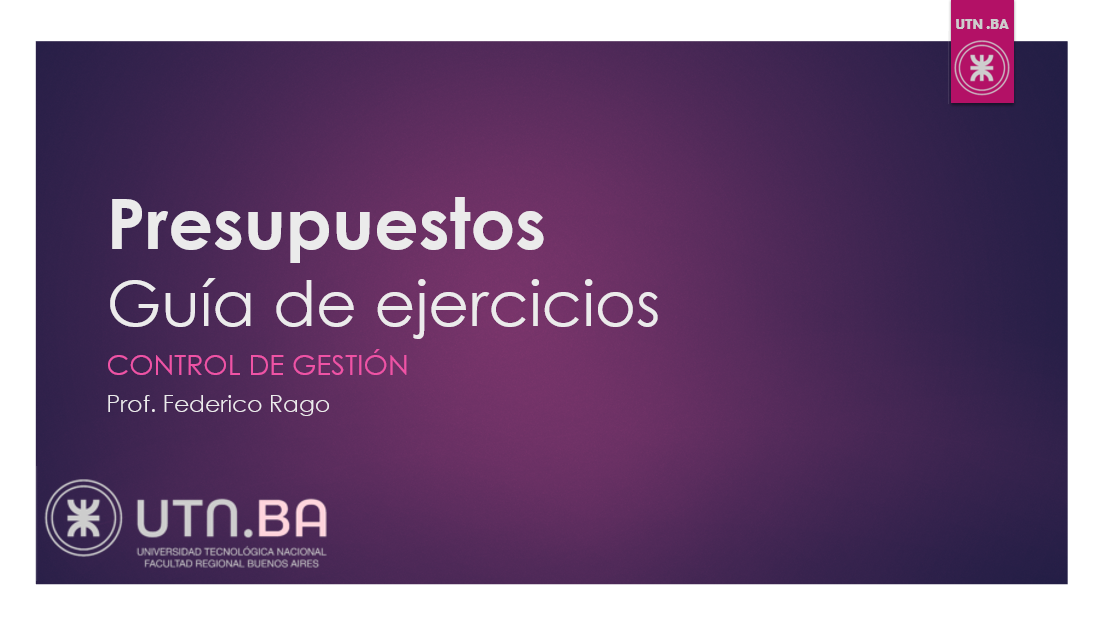 UTN .BA
Presupuestos
Guía de ejercicios
CONTROL DE GESTIÓN
Prof. Federico Rago
UTN.BA
UNIVERSIDAD TECNOLÓGICA NACIONAL
FACULTAD REGIONAL BUENOS AIRES